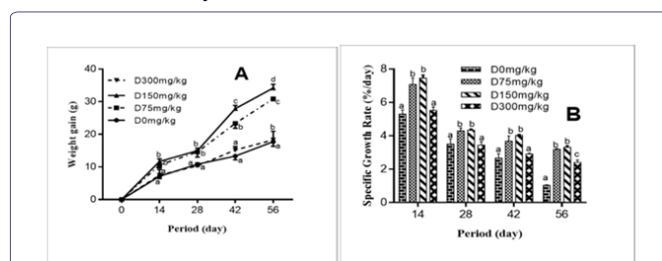 A
D300mg/kg
D150mg/kg
D75mg/kg
D0mg/kg
Weight gain (g)
40
30
20
10
0
0 14 28 42 56
Period (day)
B
D0mg/kg
D75mg/kg
D150mg/kg
D300mg/kg
Specific Growth Rate (%/day)
8
6
4
2
0
a b b a
a b b a
a b b a
a b b c
14 28 42 56
Period (day)